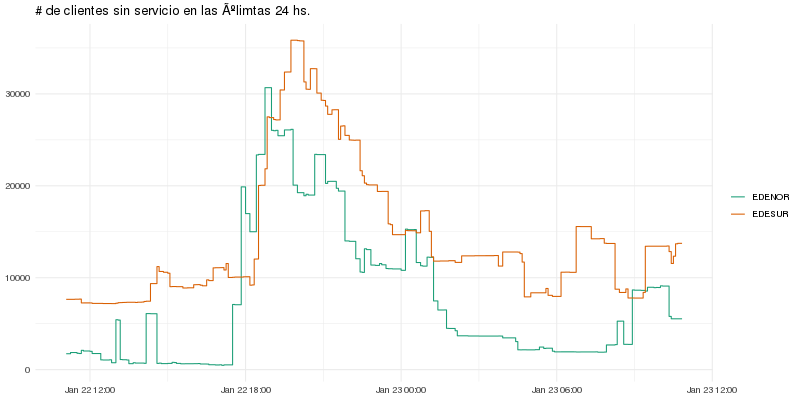 # de clientes sin servicio en las Ãºlimtas 24 hs.
30000
20000
10000
0
Jan 22 12:00
Jan 22 18:00
Jan 23 00:00
Jan 23 06:00
Jan 23 12:00
EDENOR
EDESUR